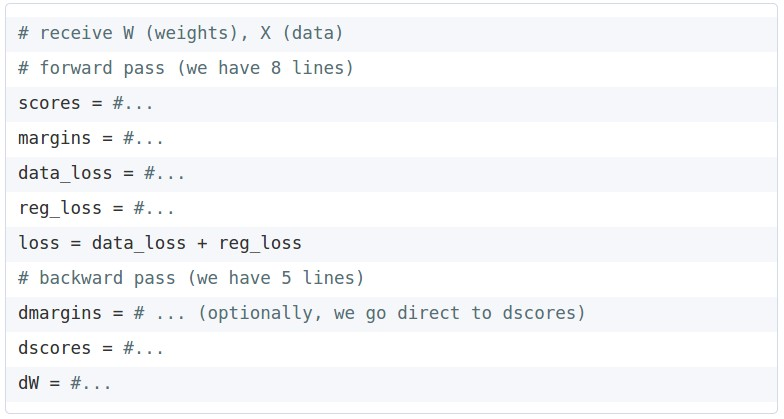 # receive W (weights), X (data)
# forward pass (we have 8 lines)
scores = #...
margins = #...
data_loss = #...
reg_loss = #...
loss = data_loss + reg_loss
# backward pass (we have 5 lines)
dmargins = # ... (optionally, we go direct to dscores)
dscores = #...
dW = #...